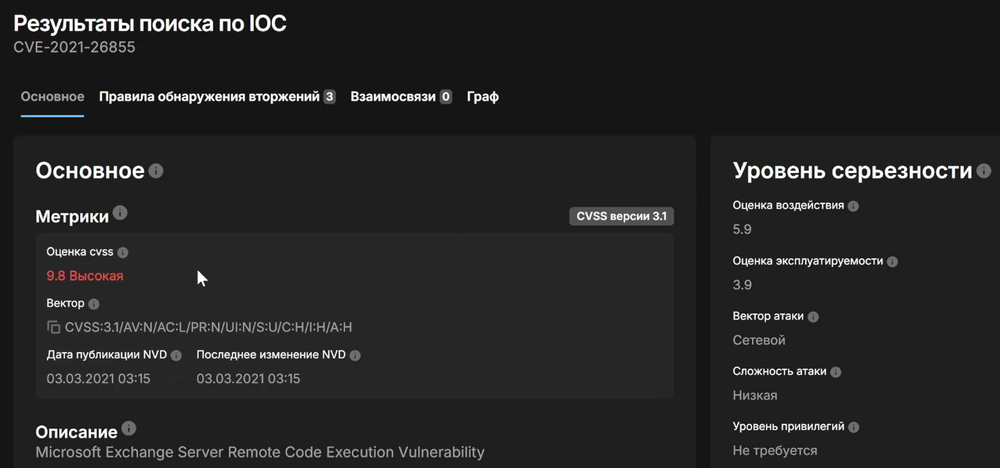 Результаты поиска по IOC
CVE-2021-26855
Основное Правила обнаружения вторжений 3 Взаимосвязи 0 Граф
Основное
Метрики
CVSS версии 3.1
Оценка cvss
9.8 Высокая
Вектор
CVSS:3.1/AV:N/AC:L/PR:N/UI:N/S:U/C:H/I:H/A:H
Дата публикации NVD Последнее изменение NVD
03.03.2021 03:15 03.03.2021 03:15
Описание
Microsoft Exchange Server Remote Code Execution Vulnerability
Уровень серьезности
Оценка воздействия
5.9
Оценка эксплуатируемости
3.9
Вектор атаки
Сетевой
Сложность атаки
Низкая
Уровень привилегий
Не требуется